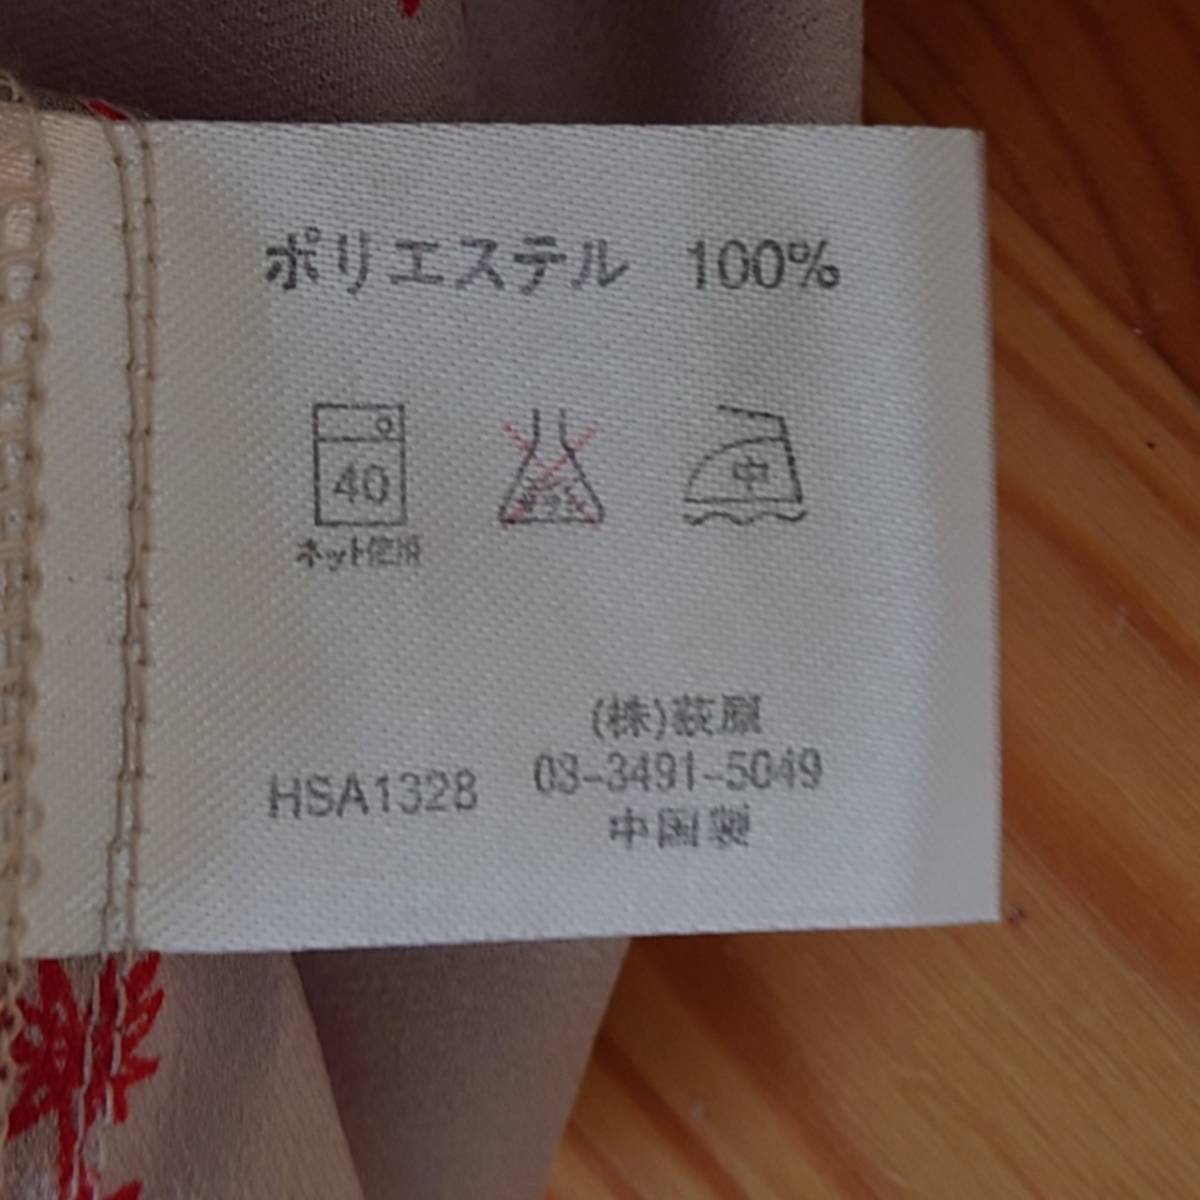 ポリエステル 100%
40 中
ネット使用
(株)萩原
HSA1328 03-3491-5049
中国製